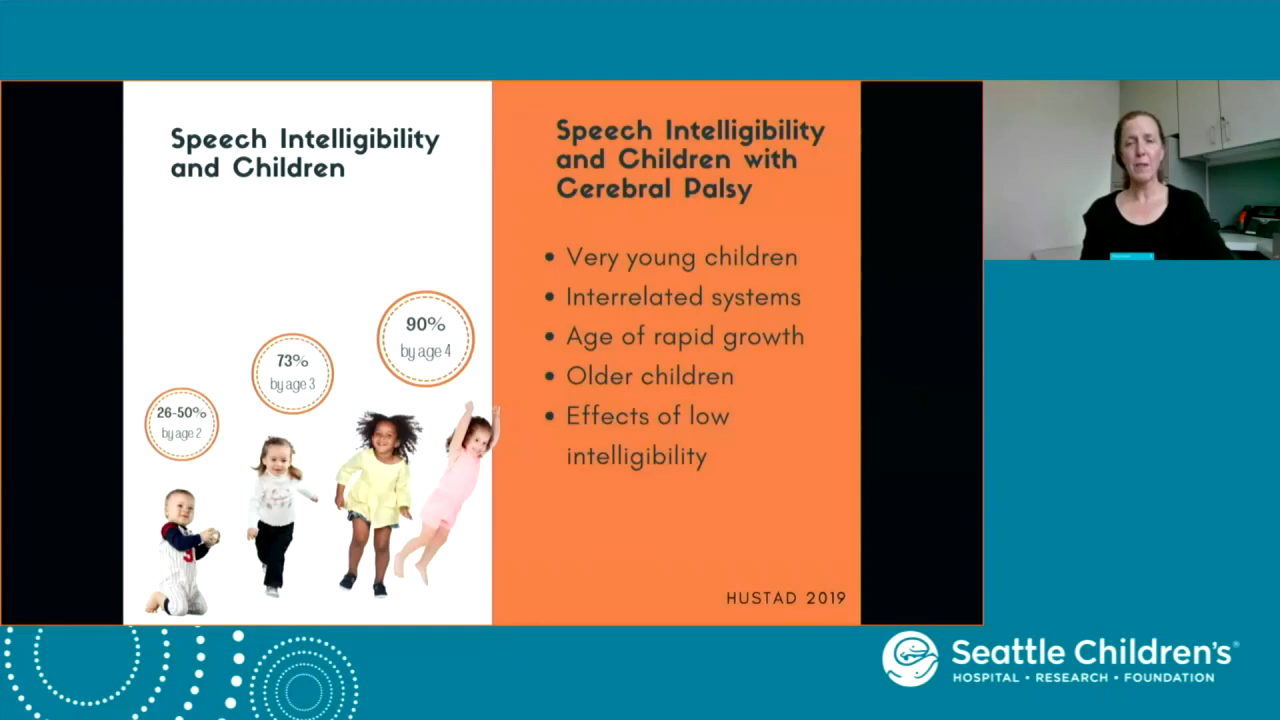 Speech Intelligibility
and Children
90%
by age 4
73%
by age 3
26-50%
by age 2
Speech Intelligibility
and Children with
Cerebral Palsy
• Very young children
• Interrelated systems
• Age of rapid growth
• Older children
• Effects of low
intelligibility
HUSTAD 2019
Seattle Children's®
HOSPITAL • RESEARCH • FOUNDATION